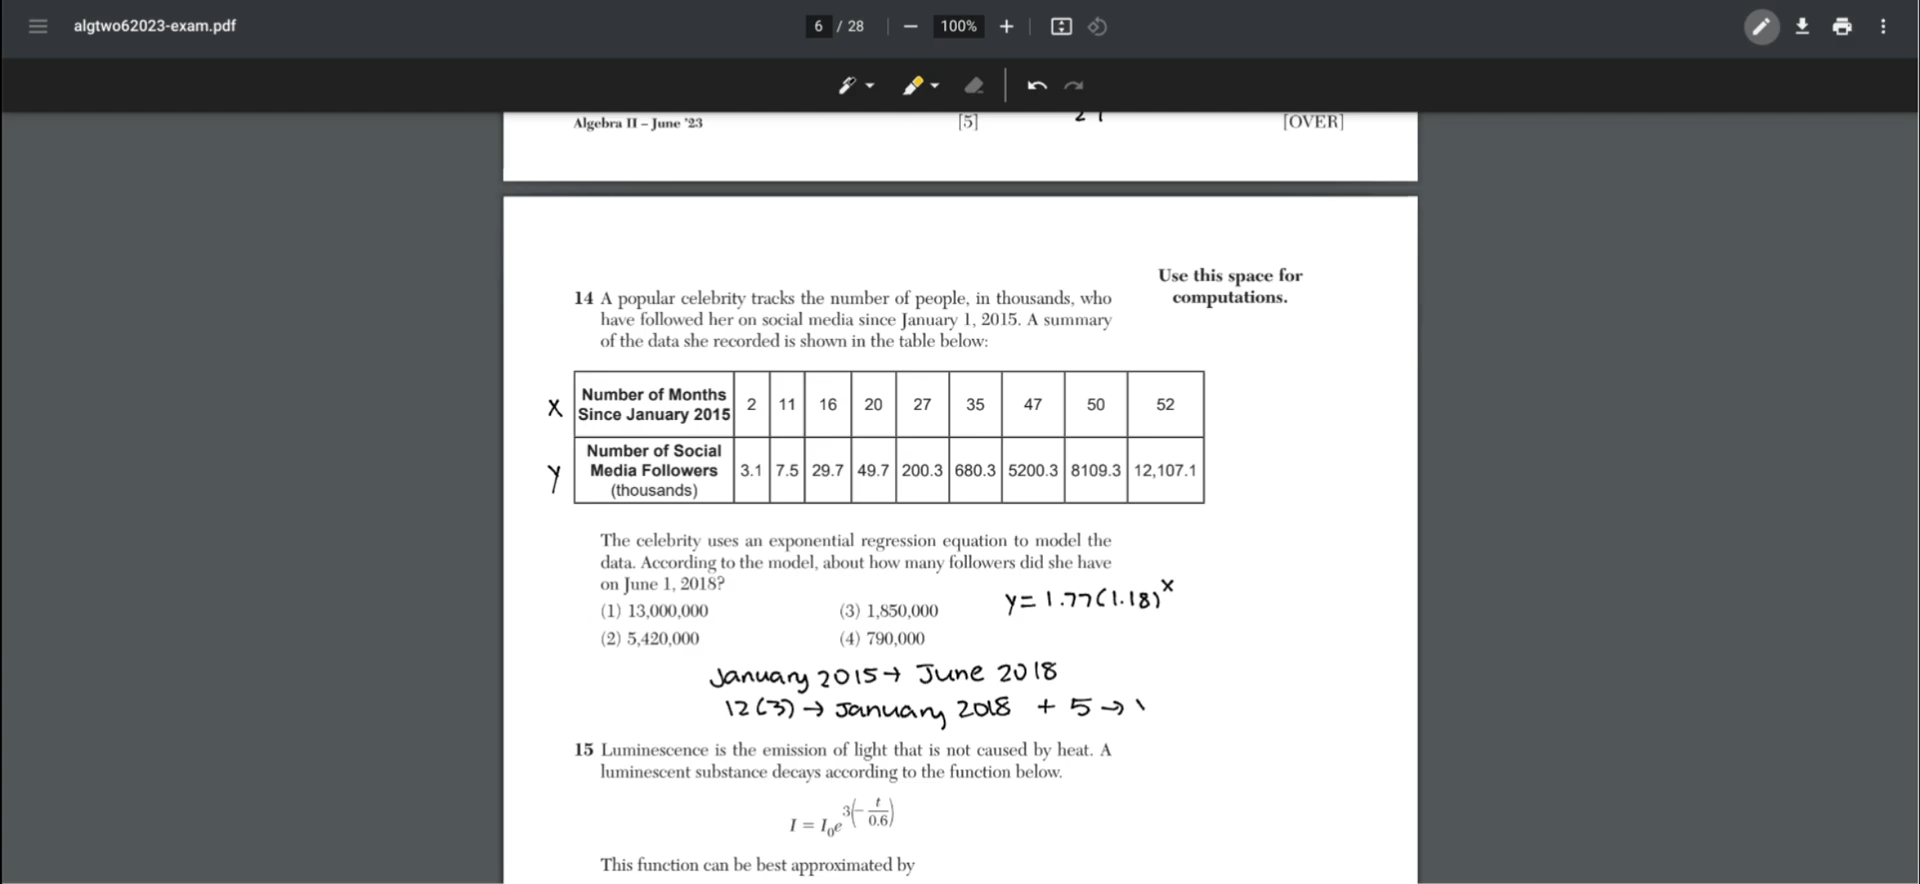 algtwo62023-exam.pdf
6 / 28
100%
Algebra II – June ’23 [5] [OVER]
Use this space for
computations.
14 A popular celebrity tracks the number of people, in thousands, who
have followed her on social media since January 1, 2015. A summary
of the data she recorded is shown in the table below:
X Number of Months Since January 2015 2 11 16 20 27 35 47 50 52
Y Number of Social Media Followers (thousands) 3.1 7.5 29.7 49.7 200.3 680.3 5200.3 8109.3 12,107.1
The celebrity uses an exponential regression equation to model the
data. According to the model, about how many followers did she have
on June 1, 2018?
y = 1.77(1.18)^x
(1) 13,000,000 (3) 1,850,000
(2) 5,420,000 (4) 790,000
January 2015 → June 2018
12(3) → January 2018 + 5 →
15 Luminescence is the emission of light that is not caused by heat. A
luminescent substance decays according to the function below.
I = I₀e^3(−t/0.6)
This function can be best approximated by